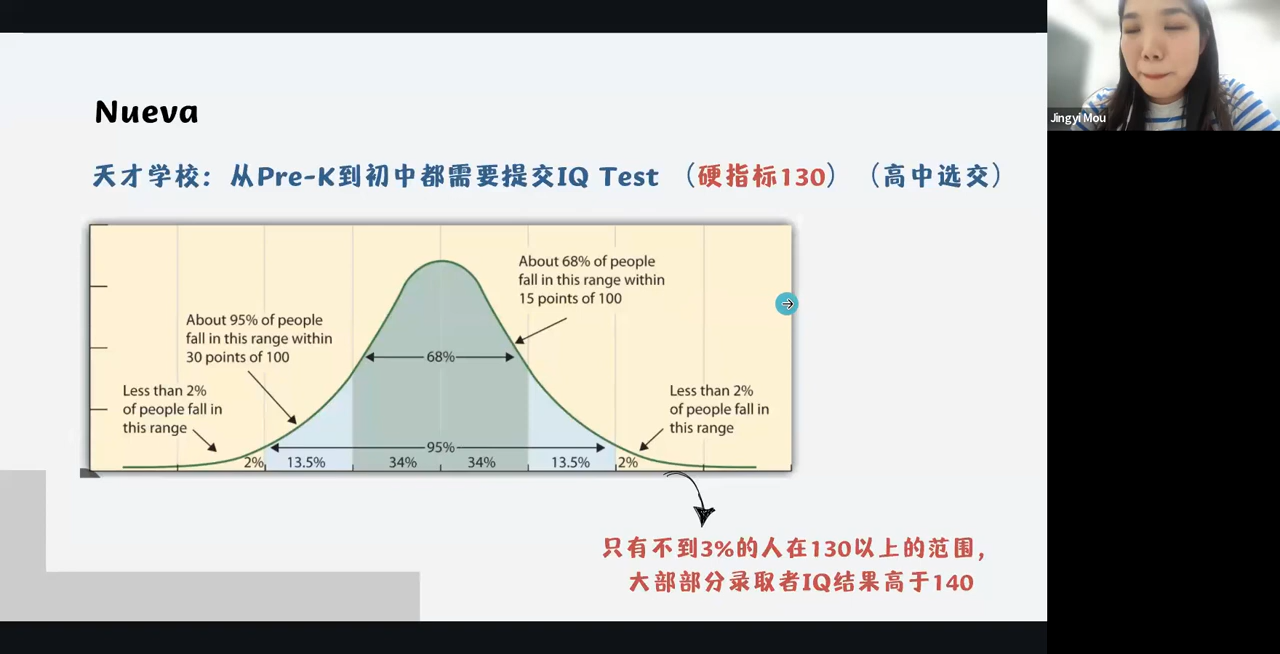 Nueva
天才学校：从Pre-K到初中都需要提交IQ Test （硬指标130）（高中选交）
About 68% of people
fall in this range within
15 points of 100
About 95% of people
fall in this range within
30 points of 100
68%
Less than 2%
of people fall in
this range
Less than 2%
of people fall in
this range
95%
2% 13.5% 34% 34% 13.5% 2%
只有不到3%的人在130以上的范围，
大部部分录取者IQ结果高于140
Jingyi Mou